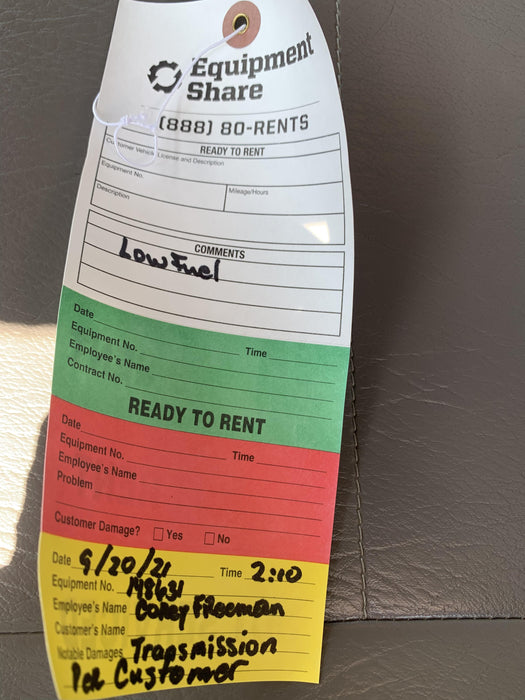 Equipment
Share
(888) 80-RENTS
READY TO RENT
Customer Vehicle License and Description
Equipment No.
Description Mileage/Hours
COMMENTS
Low Fuel
Date
Equipment No. Time
Employee's Name
Contract No.
READY TO RENT
Date
Equipment No. Time
Employee's Name
Problem
Customer Damage? Yes No
Date 9/20/21 Time 2:10
Equipment No. 148631
Employee's Name Corey Freeman
Customer's Name
Notable Damages Transmission
Per Customer